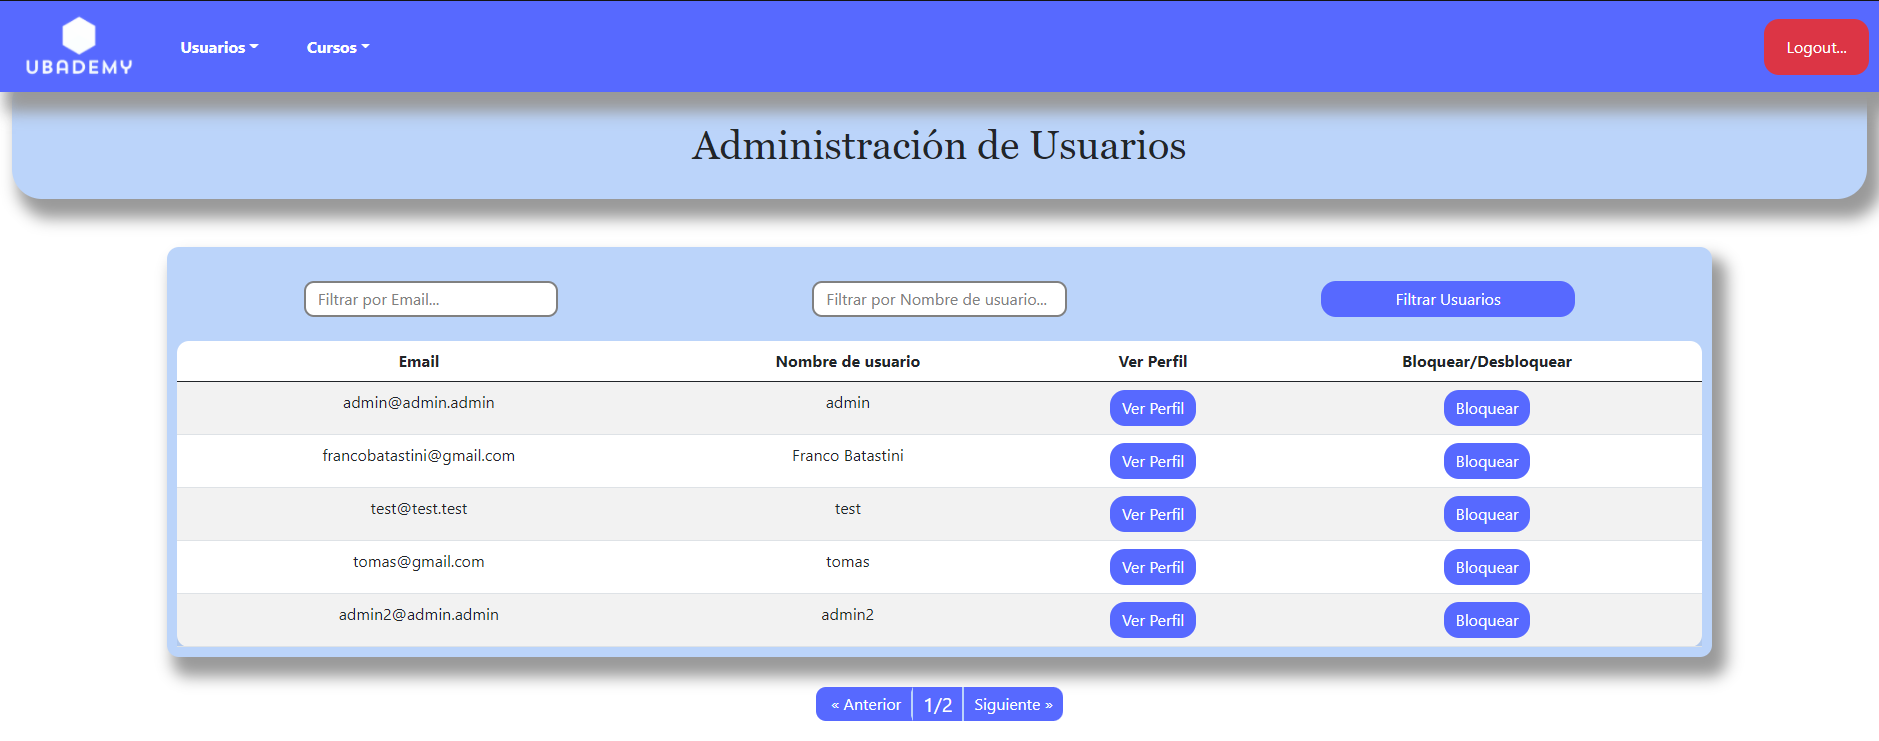 UBADEMY
Usuarios Cursos Logout...
Administración de Usuarios
Filtrar por Email... Filtrar por Nombre de usuario... Filtrar Usuarios
Email Nombre de usuario Ver Perfil Bloquear/Desbloquear
admin@admin.admin admin Ver Perfil Bloquear
francobatastini@gmail.com Franco Batastini Ver Perfil Bloquear
test@test.test test Ver Perfil Bloquear
tomas@gmail.com tomas Ver Perfil Bloquear
admin2@admin.admin admin2 Ver Perfil Bloquear
« Anterior 1/2 Siguiente »